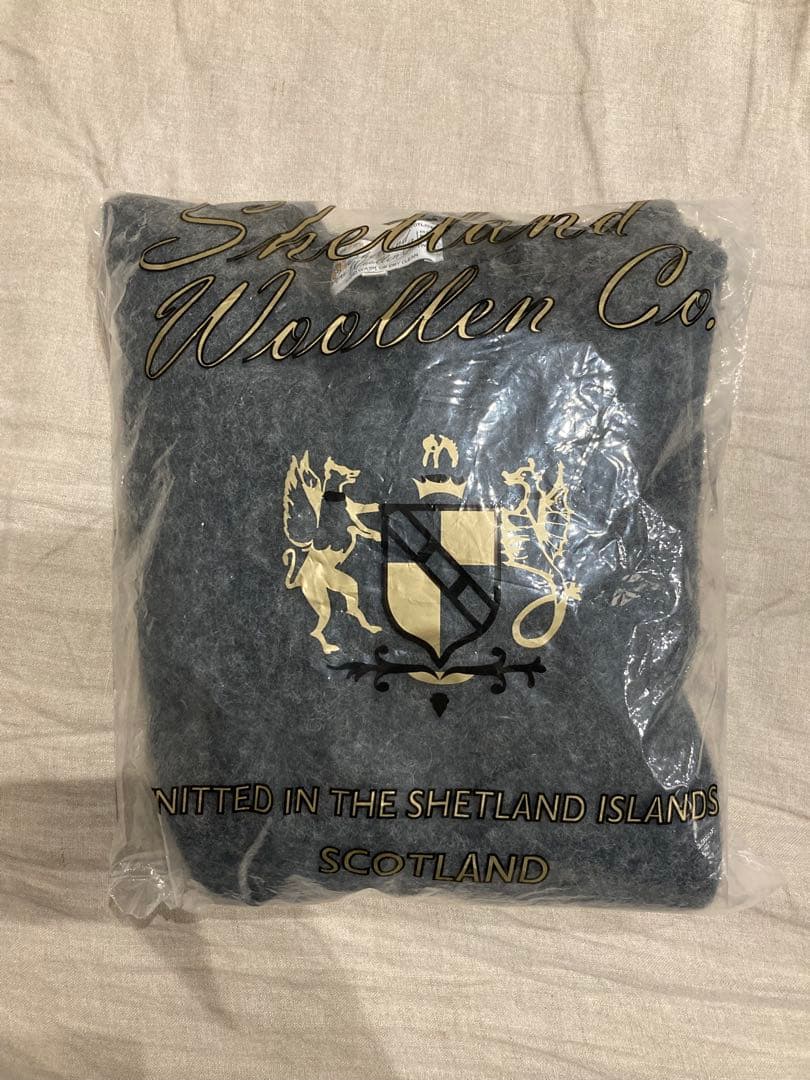 Shetland
Woollen Co.
NITTED IN THE SHETLAND ISLANDS
SCOTLAND